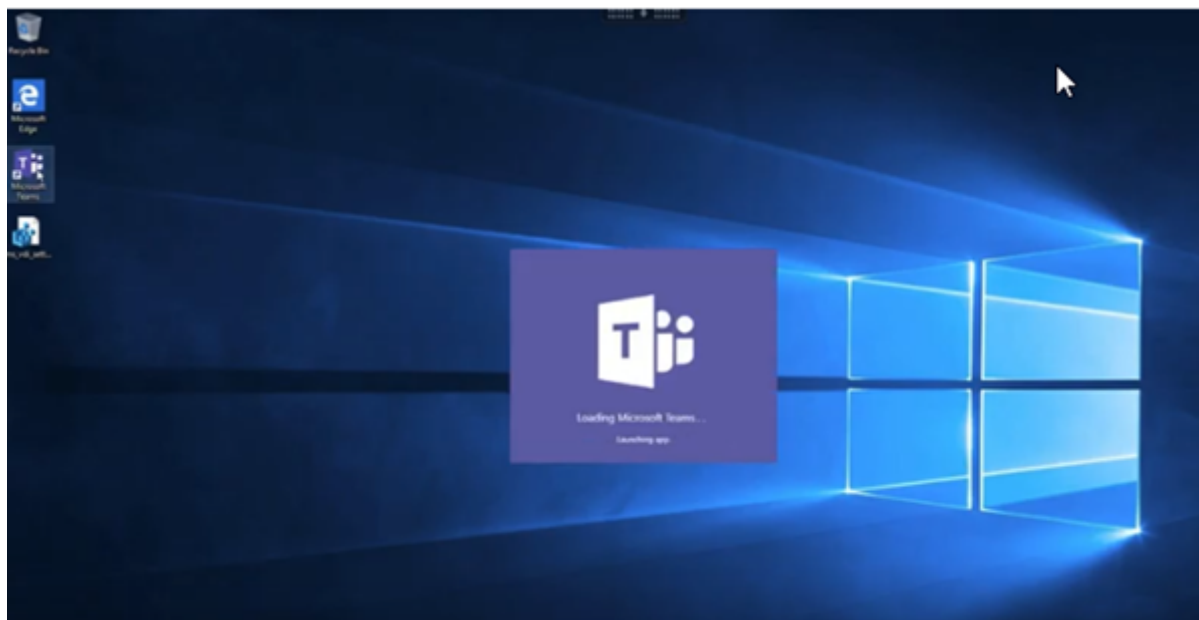 Recycle Bin
Microsoft
Edge
Microsoft
Teams
T
Loading Microsoft Teams...
Launching app